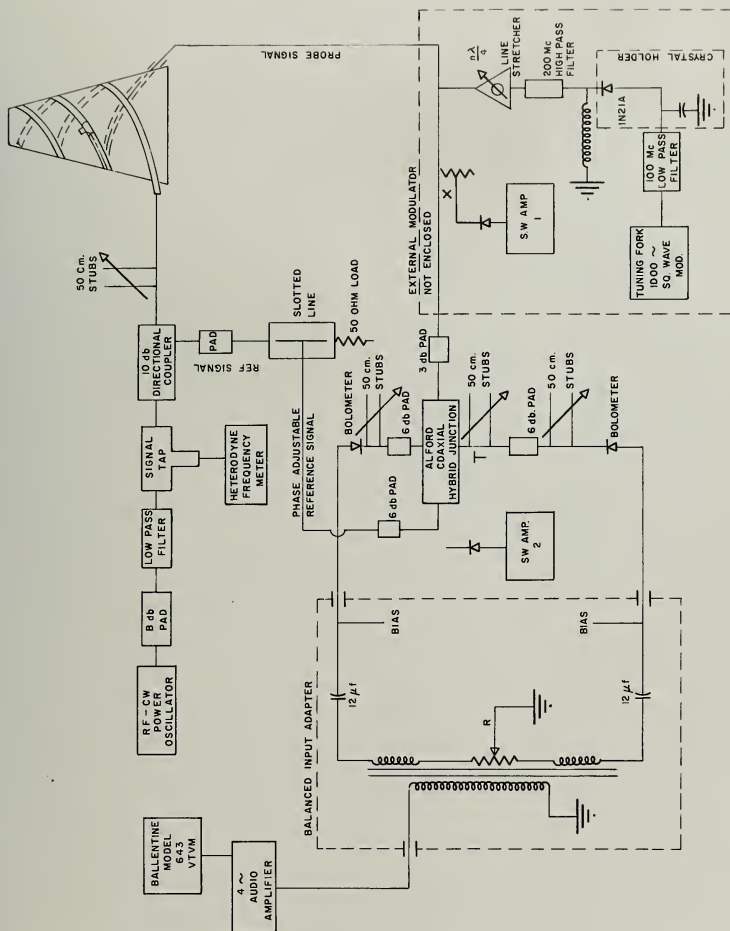 PROBE SIGNAL
50 Cm.
STUBS
10 db
DIRECTIONAL
COUPLER
SIGNAL
TAP
HETERODYNE
FREQUENCY
METER
LOW PASS
FILTER
8 db
PAD
RF-CW
POWER
OSCILLATOR
PAD
REF SIGNAL
SLOTTED
LINE
50 OHM LOAD
PHASE ADJUSTABLE
REFERENCE SIGNAL
BOLOMETER
50 cm.
STUBS
6 db PAD
6 db PAD
ALFORD
COAXIAL
HYBRID JUNCTION
3 db PAD
T
50 cm.
STUBS
6 db. PAD
50 cm.
STUBS
BOLOMETER
SW AMP.
2
EXTERNAL MODULATOR
NOT ENCLOSED
nλ
4
LINE
STRETCHER
200 Mc
HIGH PASS
FILTER
CRYSTAL HOLDER
1N21A
100 Mc
LOW PASS
FILTER
TUNING FORK
1000 ~
SQ. WAVE
MOD.
X
S.W AMP
1
BALANCED INPUT ADAPTER
BIAS
BIAS
12 μf
12 μf
R
BALLENTINE
MODEL
643
VTVM
4 ~
AUDIO
AMPLIFIER